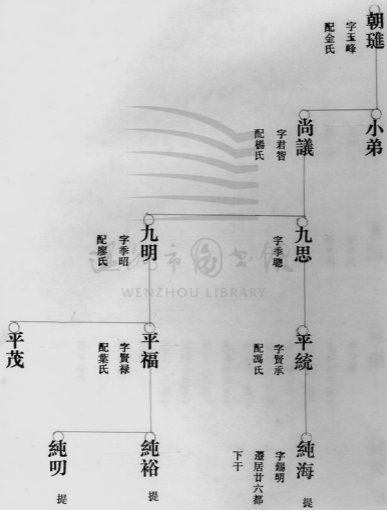 朝璡
字玉峰
配金氏
小弟
尚議
字君智
配楊氏
九思
字季聰
九明
字季昭
配廖氏
平統
字賢承
配馮氏
平福
字賢祿
配葉氏
平茂
純海
字錫明
遷居廿六都
下干
提
純裕
提
純叨
提
WENZHOU LIBRARY